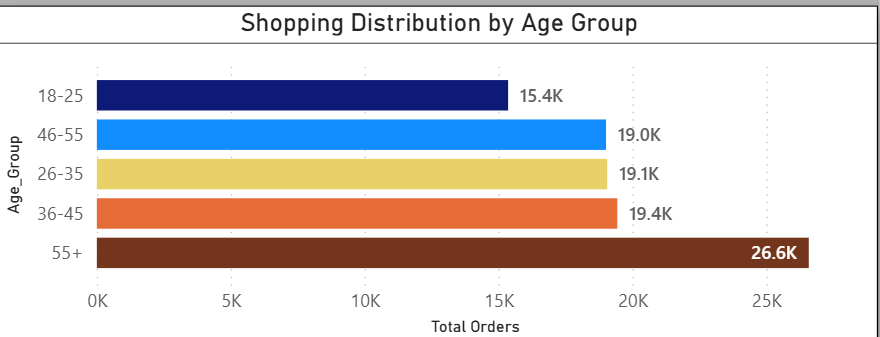 Shopping Distribution by Age Group
Age_Group
18-25 15.4K
46-55 19.0K
26-35 19.1K
36-45 19.4K
55+ 26.6K
0K 5K 10K 15K 20K 25K
Total Orders